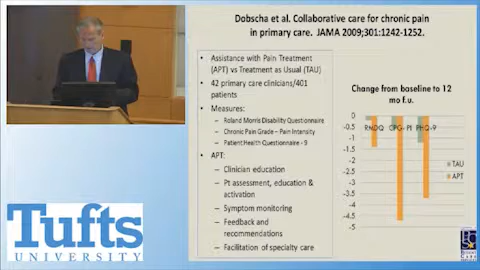 Dobscha et al. Collaborative care for chronic pain
in primary care. JAMA 2009;301:1242-1252.
• Assistance with Pain Treatment
(APT) vs Treatment as Usual (TAU)
• 42 primary care clinicians/401
patients
• Measures:
- Roland Morris Disability Questionnaire
- Chronic Pain Grade – Pain Intensity
- Patient Health Questionnaire - 9
• APT:
- Clinician education
- Pt assessment, education &
activation
- Symptom monitoring
- Feedback and
recommendations
- Facilitation of specialty care
Change from baseline to 12
mo f.u.
0
-0.5
-1
-1.5
-2
-2.5
-3
-3.5
-4
-4.5
-5
RMDQ CPG- PI PHQ-9
TAU
APT
Tufts
UNIVERSITY